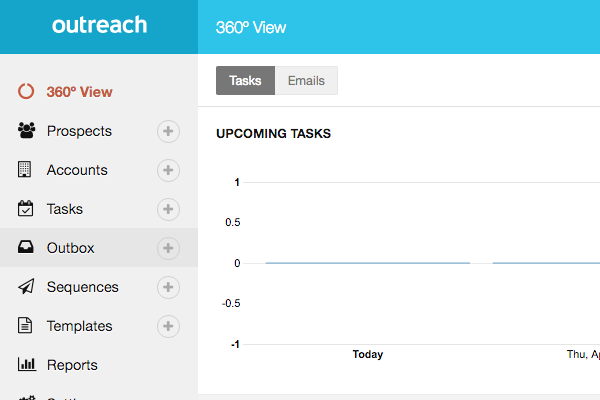 outreach
360º View
360º View
Prospects
Accounts
Tasks
Outbox
Sequences
Templates
Reports
Tasks
Emails
UPCOMING TASKS
1
0.5
0
-0.5
-1
Today
Thu,